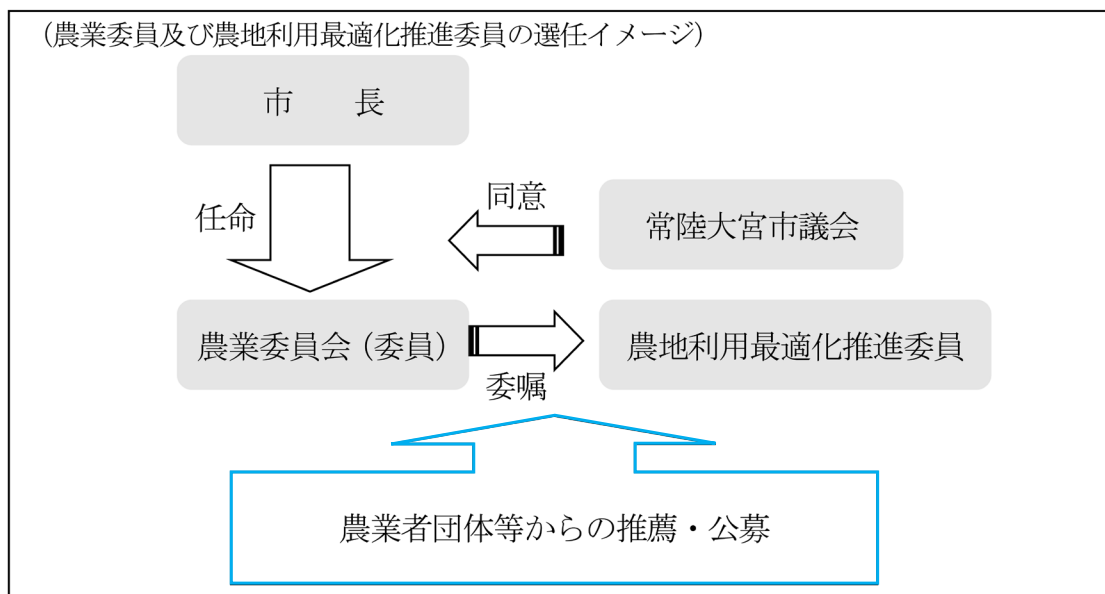 （農業委員及び農地利用最適化推進委員の選任イメージ）
市　　長
任命
同意
常陸大宮市議会
農業委員会（委員）
農地利用最適化推進委員
委嘱
農業者団体等からの推薦・公募